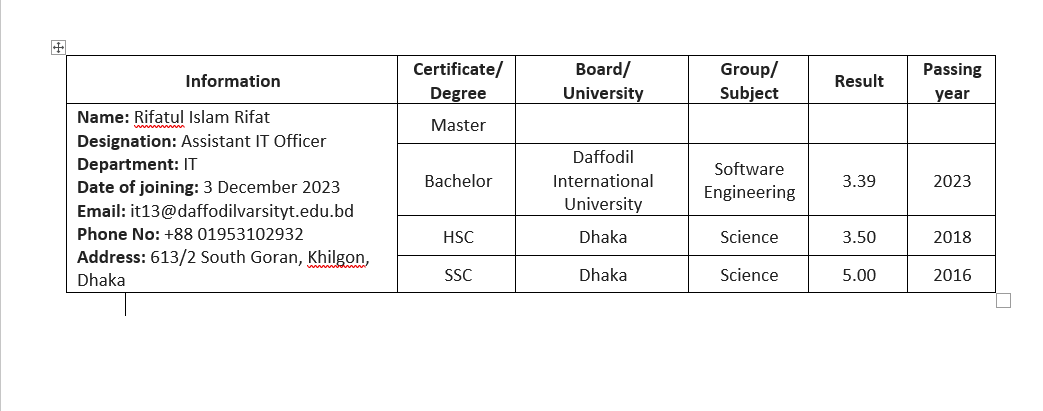 Information
Certificate/
Degree
Board/
University
Group/
Subject
Result
Passing
year
Name: Rifatul Islam Rifat
Designation: Assistant IT Officer
Department: IT
Date of joining: 3 December 2023
Email: it13@daffodilvarsityt.edu.bd
Phone No: +88 01953102932
Address: 613/2 South Goran, Khilgon,
Dhaka
Master
Bachelor
Daffodil
International
University
Software
Engineering
3.39
2023
HSC
Dhaka
Science
3.50
2018
SSC
Dhaka
Science
5.00
2016